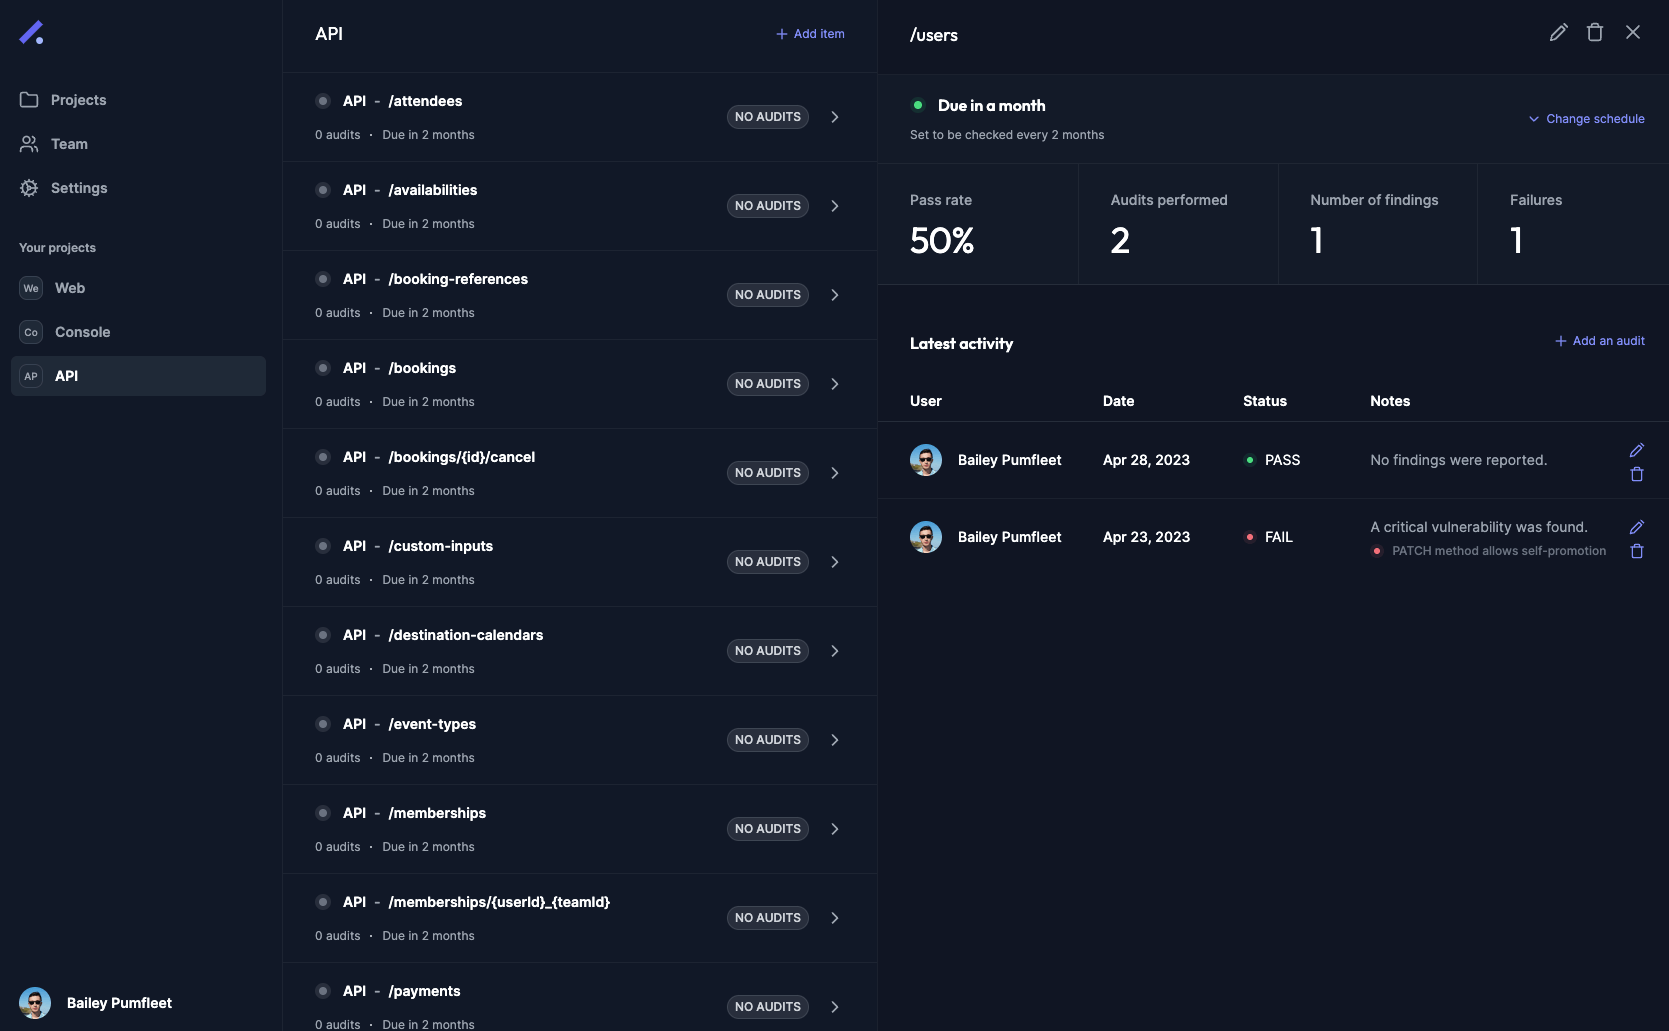 Projects
Team
Settings
Your projects
We Web
Co Console
AP API
Bailey Pumfleet
API
Add item
API - /attendees
0 audits · Due in 2 months
NO AUDITS
API - /availabilities
0 audits · Due in 2 months
NO AUDITS
API - /booking-references
0 audits · Due in 2 months
NO AUDITS
API - /bookings
0 audits · Due in 2 months
NO AUDITS
API - /bookings/{id}/cancel
0 audits · Due in 2 months
NO AUDITS
API - /custom-inputs
0 audits · Due in 2 months
NO AUDITS
API - /destination-calendars
0 audits · Due in 2 months
NO AUDITS
API - /event-types
0 audits · Due in 2 months
NO AUDITS
API - /memberships
0 audits · Due in 2 months
NO AUDITS
API - /memberships/{userId}_{teamId}
0 audits · Due in 2 months
NO AUDITS
API - /payments
0 audits · Due in 2 months
NO AUDITS
/users
Due in a month
Set to be checked every 2 months
Change schedule
Pass rate
50%
Audits performed
2
Number of findings
1
Failures
1
Latest activity
Add an audit
User Date Status Notes
Bailey Pumfleet Apr 28, 2023 PASS No findings were reported.
Bailey Pumfleet Apr 23, 2023 FAIL A critical vulnerability was found.
PATCH method allows self-promotion